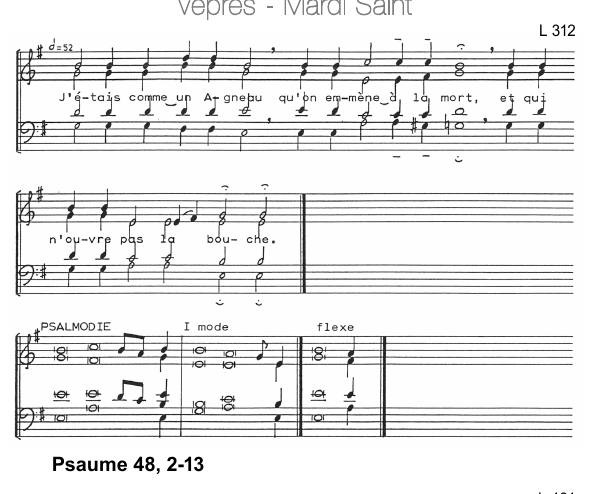 Vêpres - Mardi Saint
L 312
𝅗𝅥=52
J'é-tais comme‿un A-gneau qu'on em-mène‿à la mort, et qui
n'ou-vre pas la bou-che.
PSALMODIE I mode flexe
Psaume 48, 2-13